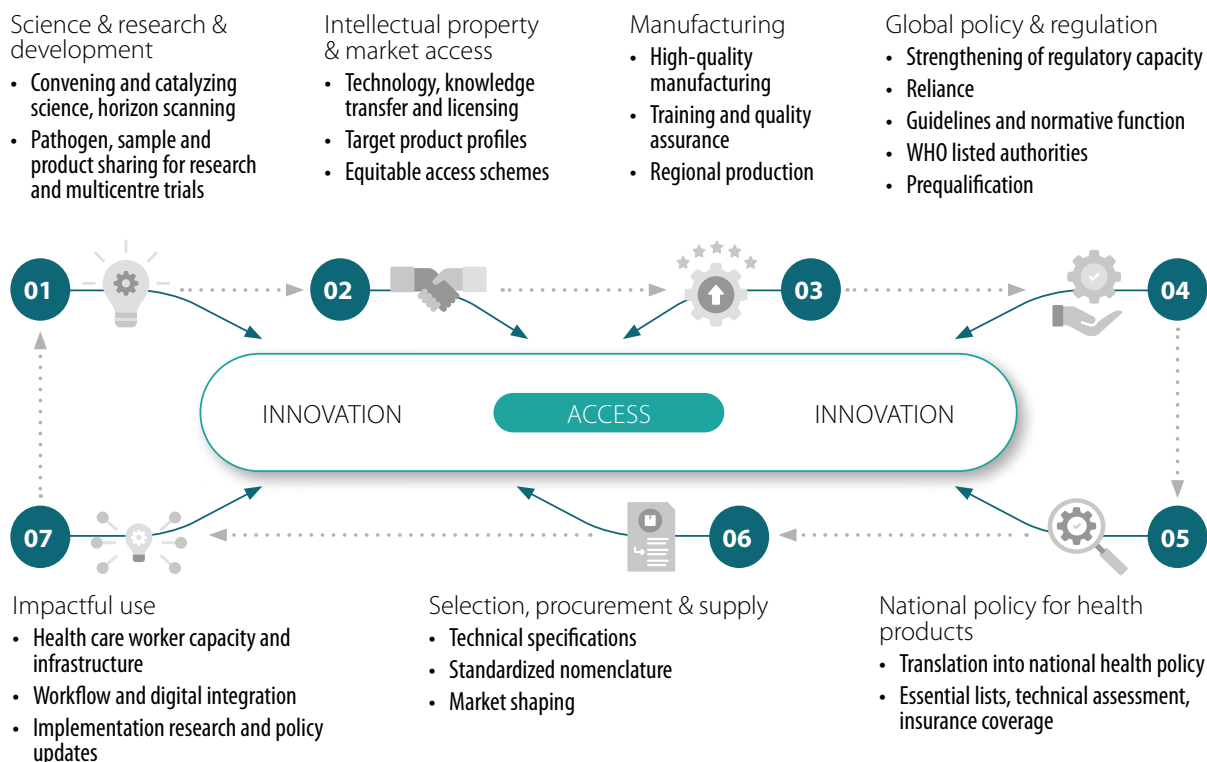 Science & research &
development
• Convening and catalyzing
science, horizon scanning
• Pathogen, sample and
product sharing for research
and multicentre trials
Intellectual property
& market access
• Technology, knowledge
transfer and licensing
• Target product profiles
• Equitable access schemes
Manufacturing
• High-quality
manufacturing
• Training and quality
assurance
• Regional production
Global policy & regulation
• Strengthening of regulatory capacity
• Reliance
• Guidelines and normative function
• WHO listed authorities
• Prequalification
01
02
03
04
INNOVATION
ACCESS
INNOVATION
07
06
05
Impactful use
• Health care worker capacity and
infrastructure
• Workflow and digital integration
• Implementation research and policy
updates
Selection, procurement & supply
• Technical specifications
• Standardized nomenclature
• Market shaping
National policy for health
products
• Translation into national health policy
• Essential lists, technical assessment,
insurance coverage